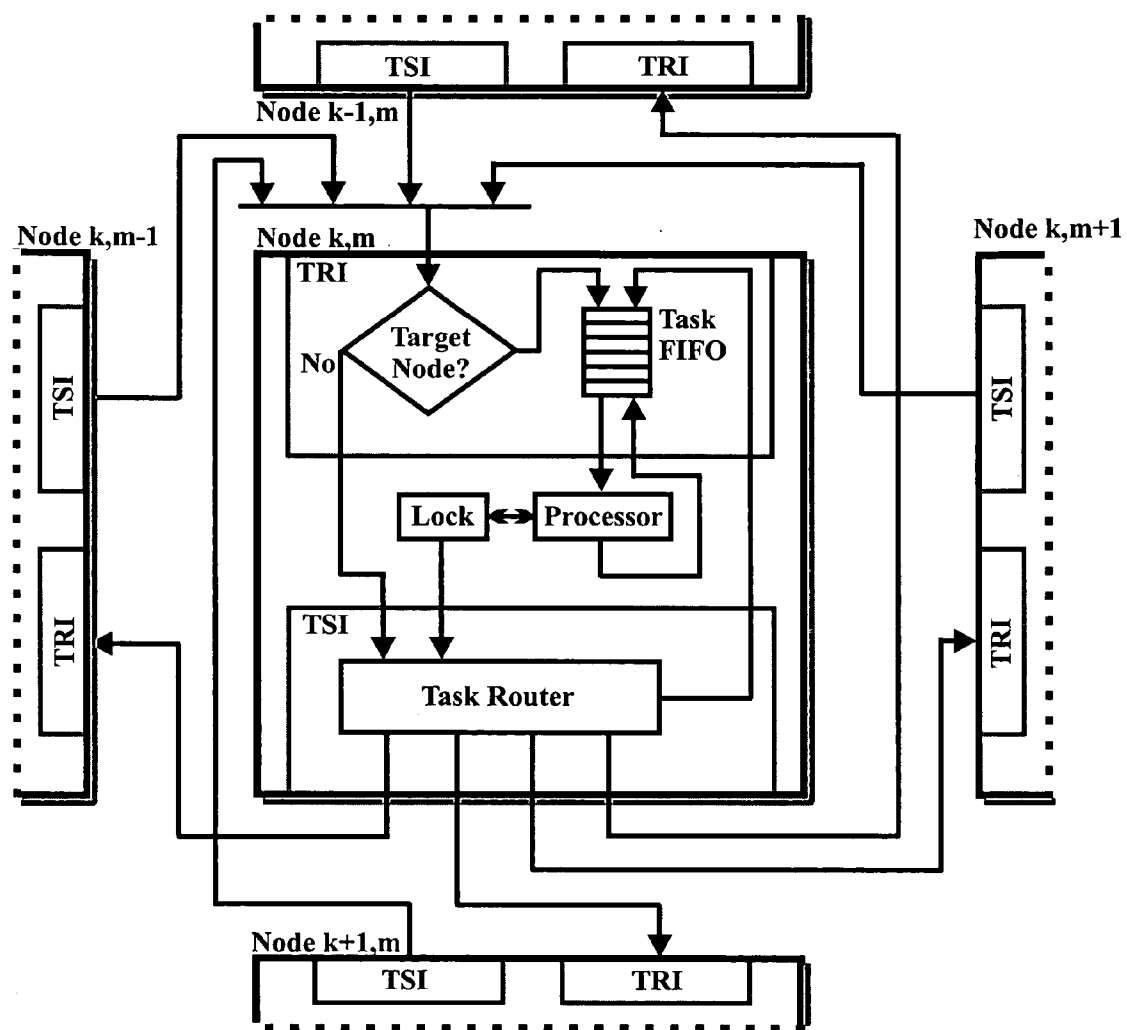 TSI
TRI
Node k-1,m
Node k,m-1
Node k,m
Node k,m+1
TRI
Target
Node?
No
Task
FIFO
TSI
TSI
Lock
Processor
TRI
TRI
TSI
Task Router
Node k+1,m
TSI
TRI